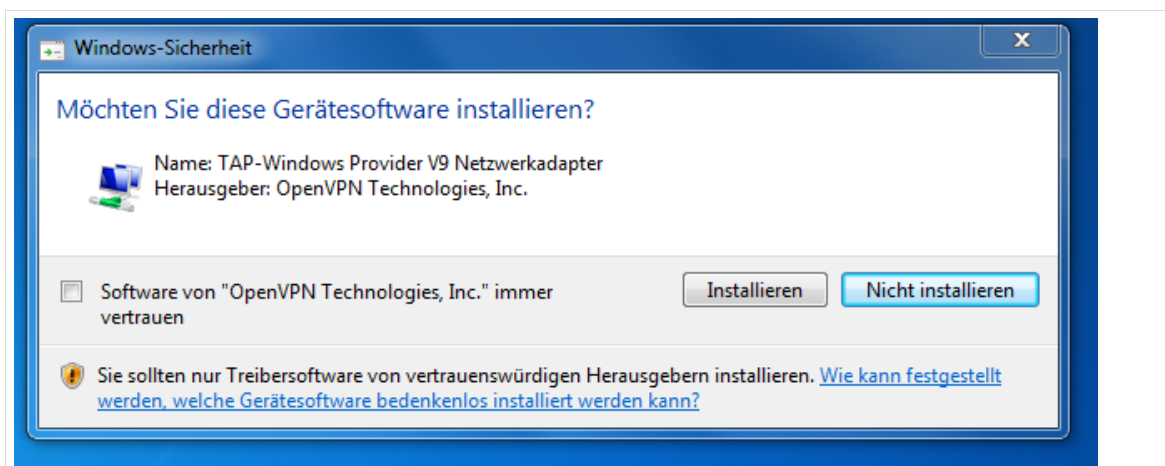 Windows-Sicherheit
Möchten Sie diese Gerätesoftware installieren?
Name: TAP-Windows Provider V9 Netzwerkadapter
Herausgeber: OpenVPN Technologies, Inc.
Software von "OpenVPN Technologies, Inc." immer
vertrauen
Installieren
Nicht installieren
Sie sollten nur Treibersoftware von vertrauenswürdigen Herausgebern installieren. Wie kann festgestellt
werden, welche Gerätesoftware bedenkenlos installiert werden kann?